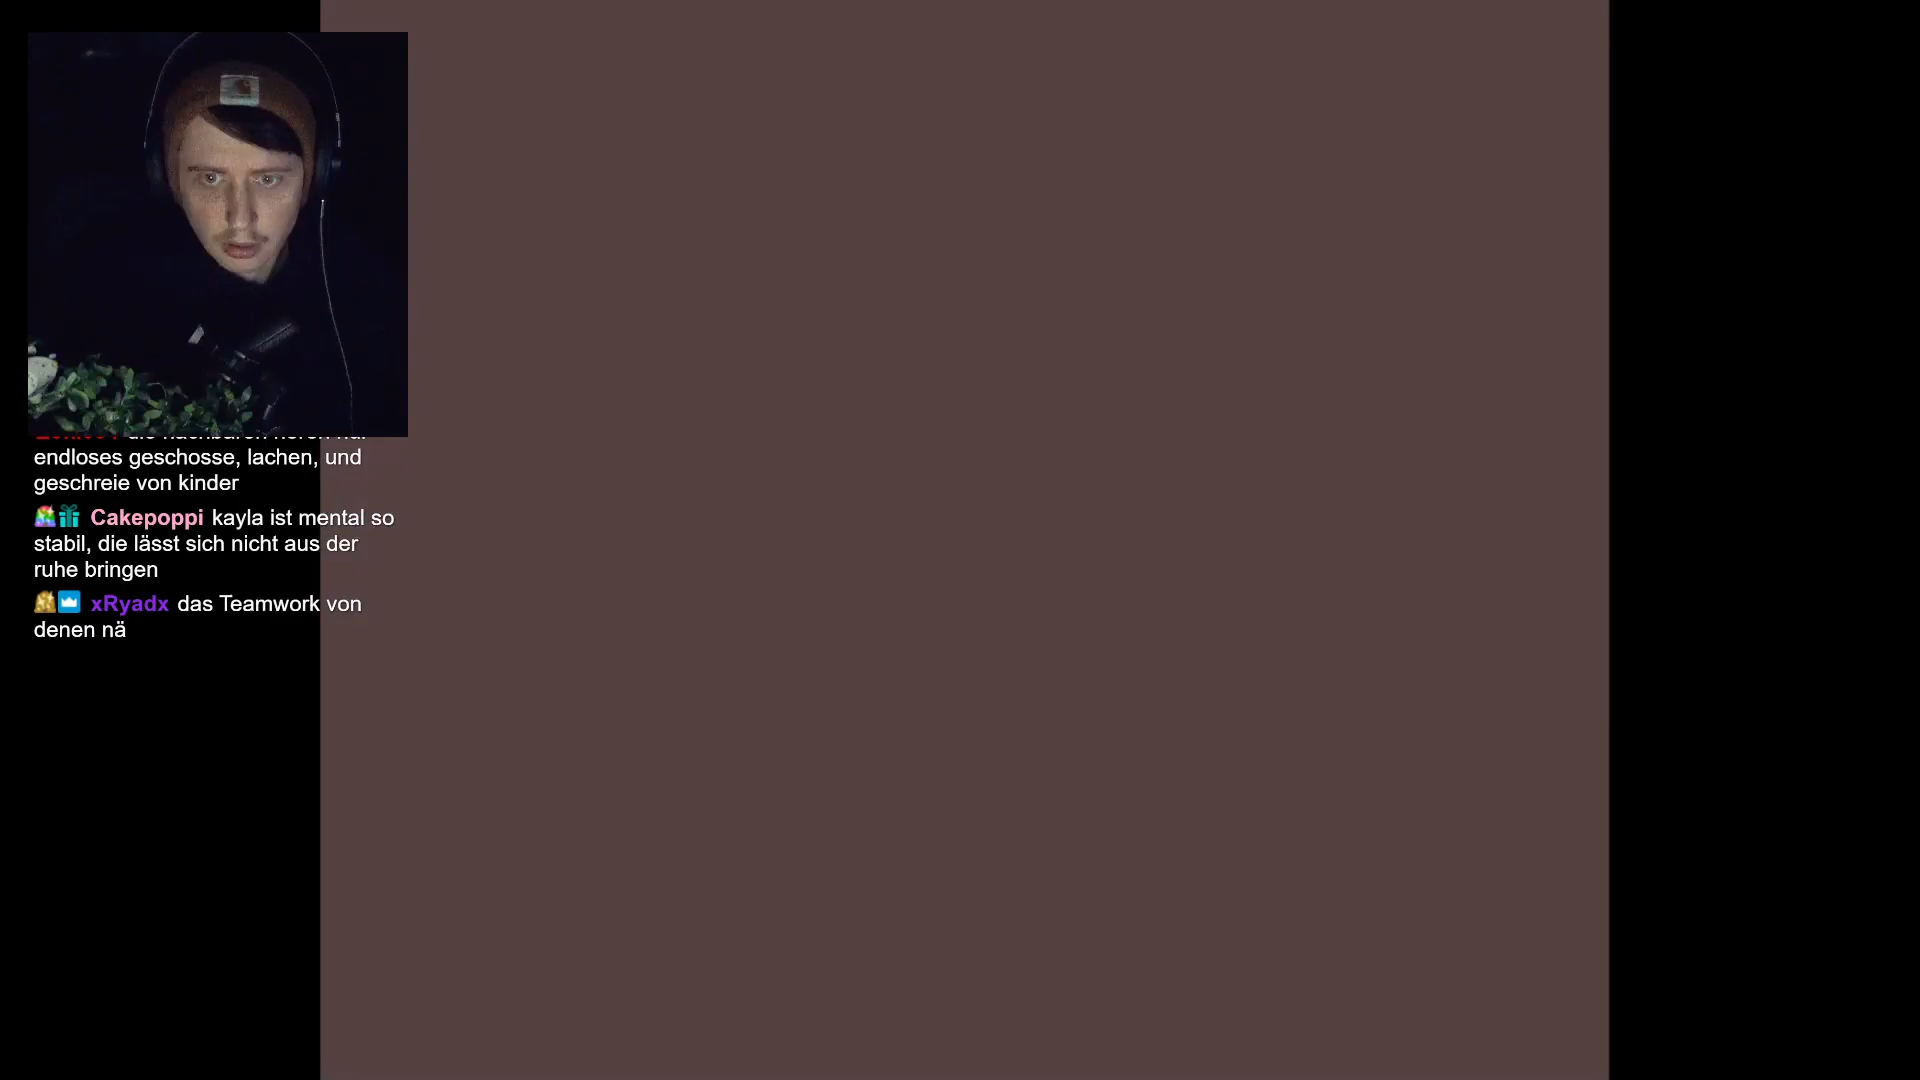 endloses geschosse, lachen, und
geschreie von kinder
Cakepoppi kayla ist mental so
stabil, die lässt sich nicht aus der
ruhe bringen
xRyadx das Teamwork von
denen nä